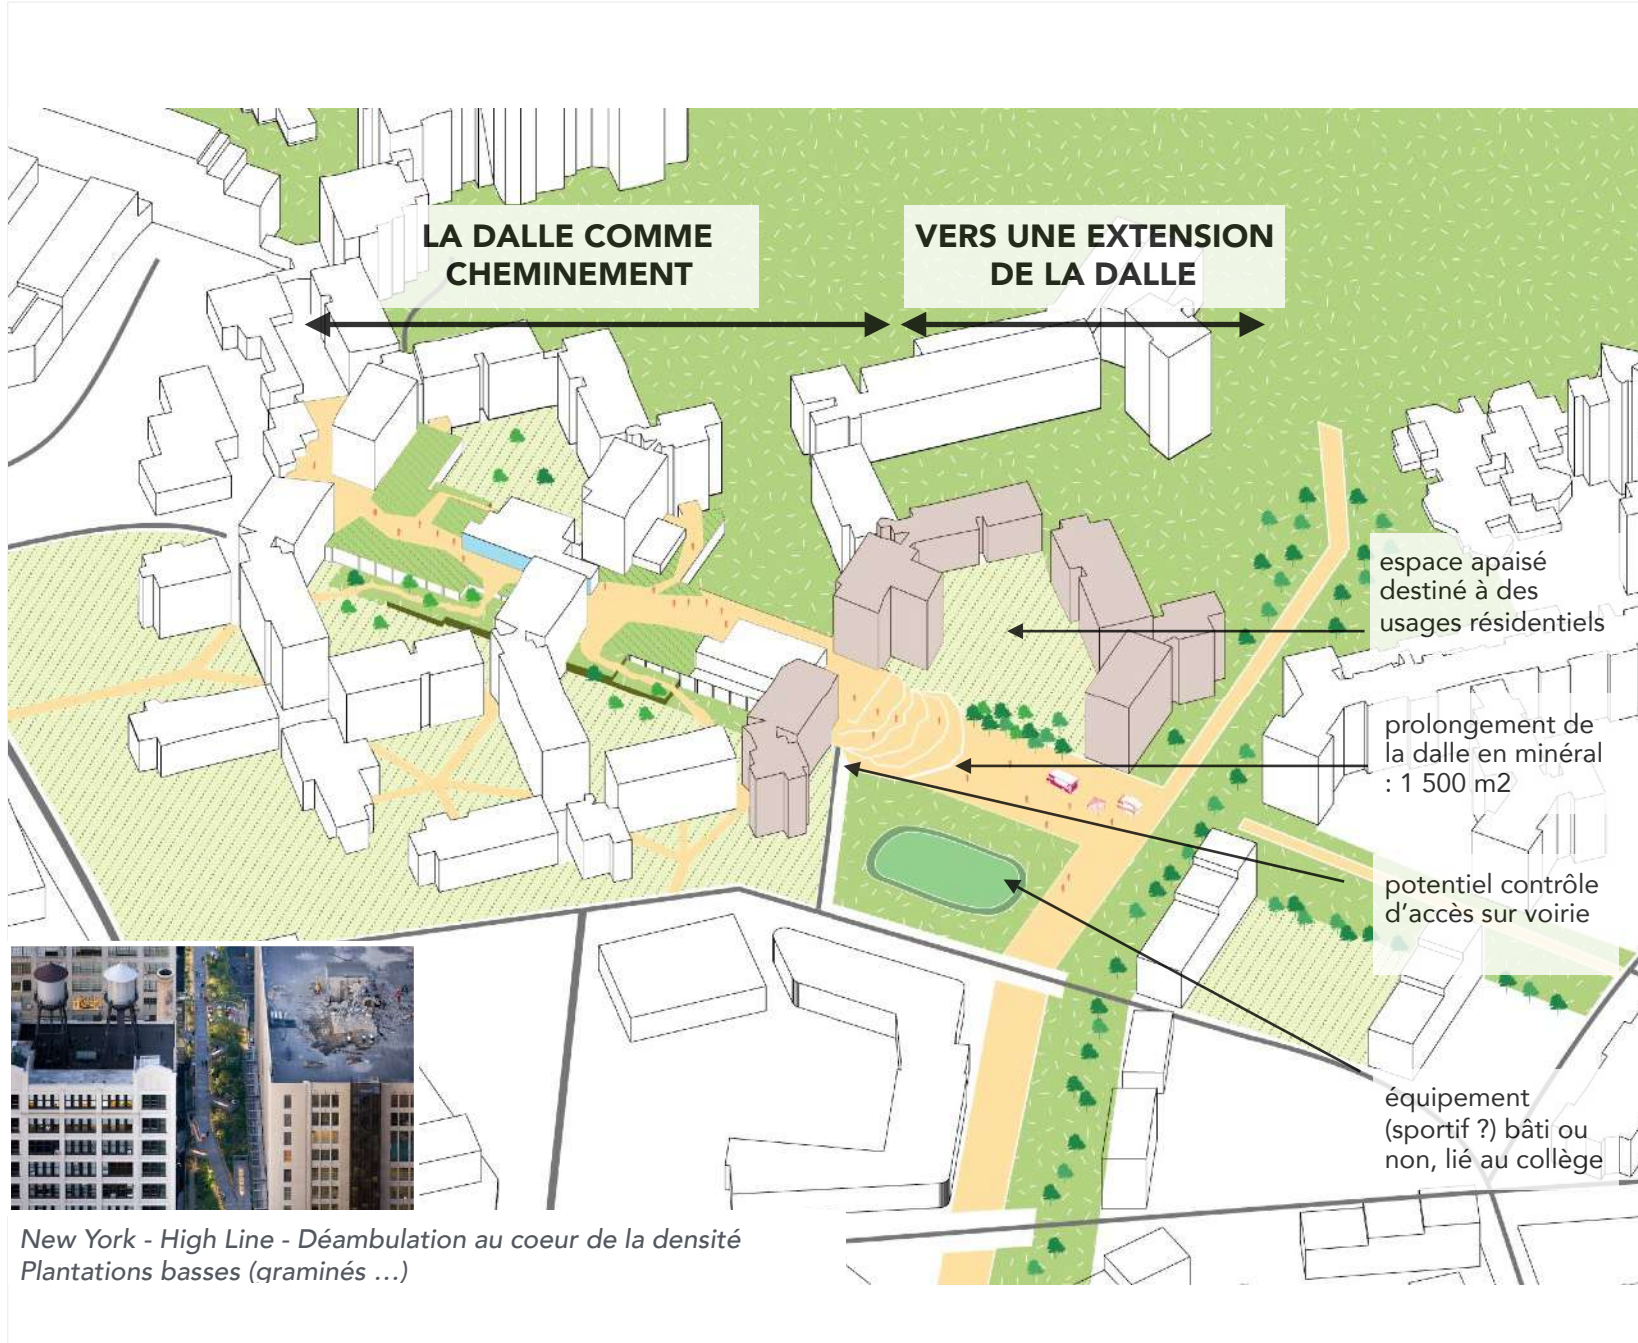 LA DALLE COMME
CHEMINEMENT
VERS UNE EXTENSION
DE LA DALLE
espace apaisé
destiné à des
usages résidentiels
prolongement de
la dalle en minéral
: 1 500 m2
potentiel contrôle
d'accès sur voirie
équipement
(sportif ?) bâti ou
non, lié au collège
New York - High Line - Déambulation au coeur de la densité
Plantations basses (graminés ...)